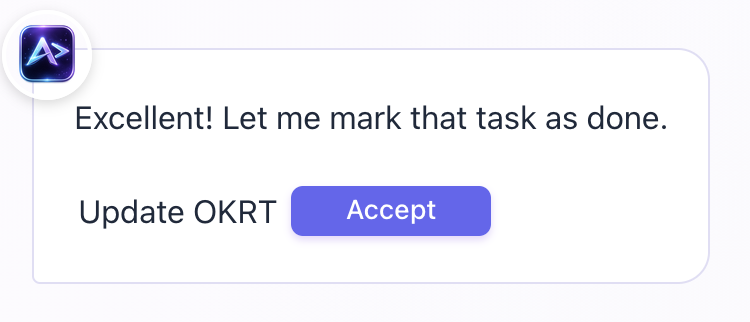 Excellent! Let me mark that task as done.
Update OKRT Accept